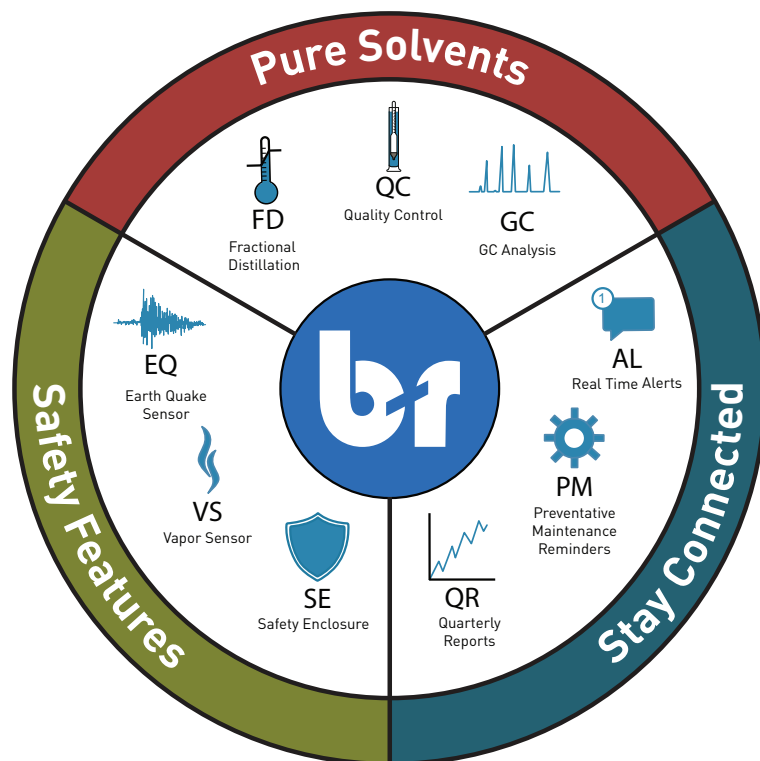 Pure Solvents
FD
Fractional
Distillation
QC
Quality Control
GC
GC Analysis
EQ
Earth Quake
Sensor
VS
Vapor Sensor
SE
Safety Enclosure
Safety Features
br
1
AL
Real Time Alerts
PM
Preventative
Maintenance
Reminders
QR
Quarterly
Reports
Stay Connected